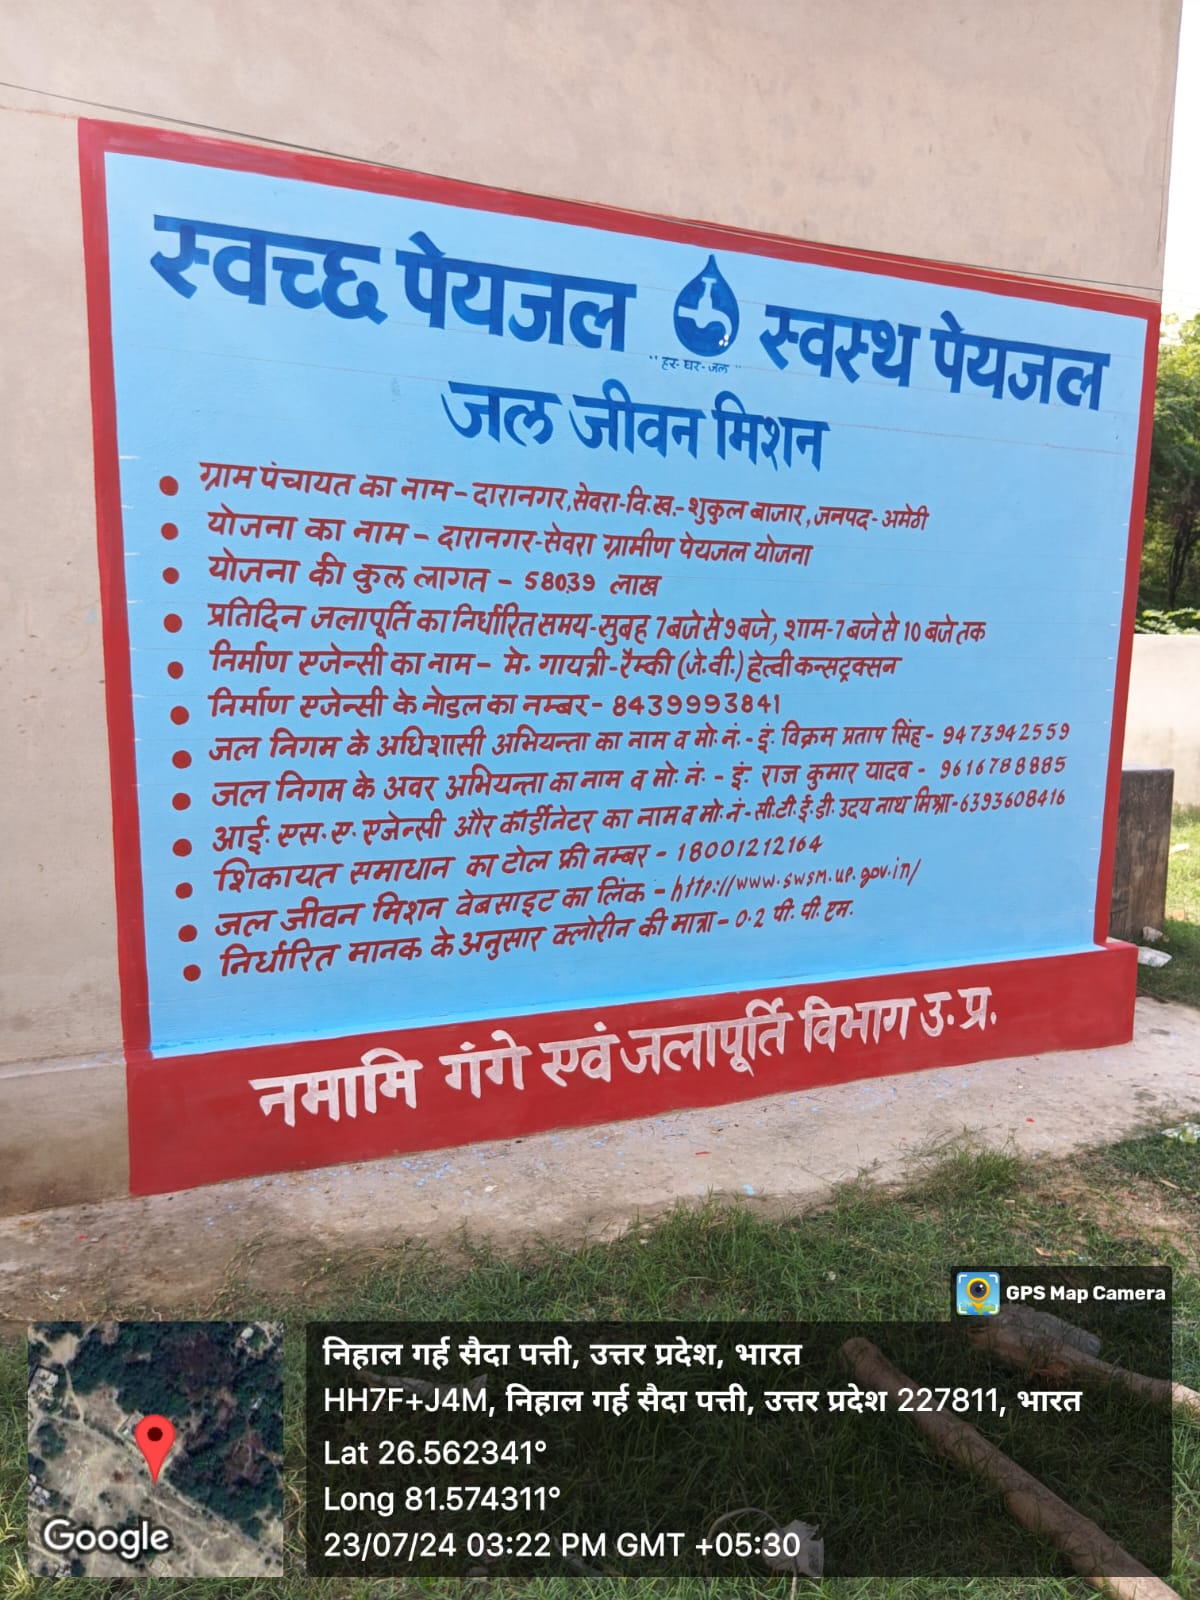 स्वच्छ पेयजल स्वस्थ पेयजल
"हर-घर-जल"
जल जीवन मिशन
• ग्राम पंचायत का नाम - दारानगर, सेवरा-वि.ख.-शुकुल बाजार, जनपद-अमेठी
• योजना का नाम - दारानगर-सेवरा ग्रामीण पेयजल योजना
• योजना की कुल लागत - 580.39 लाख
• प्रतिदिन जलापूर्ति का निर्धारित समय-सुबह 7 बजे से 9 बजे, शाम-7 बजे से 10 बजे तक
• निर्माण एजेन्सी का नाम - मे. गायत्री-रैम्की (जे.वी.) हेत्वी कन्सट्रक्सन
• निर्माण एजेन्सी के नोडल का नम्बर - 8439993841
• जल निगम के अधिशासी अभियन्ता का नाम व मो. नं. - इं. विक्रम प्रताप सिंह - 9473942559
• जल निगम के अवर अभियन्ता का नाम व मो. नं. - इं. राज कुमार यादव - 9616788885
• आई. एस. ए. एजेन्सी और कॉर्डीनेटर का नाम व मो. नं - सी.टी.ई.डी. उदय नाथ मिश्रा-6393608416
• शिकायत समाधान का टोल फ्री नम्बर - 18001212164
• जल जीवन मिशन वेबसाइट का लिंक - http://www.swsm.up.gov.in/
• निर्धारित मानक के अनुसार क्लोरीन की मात्रा - 0.2 पी. पी. एम.
नमामि गंगे एवं जलापूर्ति विभाग उ. प्र.
GPS Map Camera
निहाल गर्ह सैदा पत्ती, उत्तर प्रदेश, भारत
HH7F+J4M, निहाल गर्ह सैदा पत्ती, उत्तर प्रदेश 227811, भारत
Lat 26.562341°
Long 81.574311°
23/07/24 03:22 PM GMT +05:30
Google